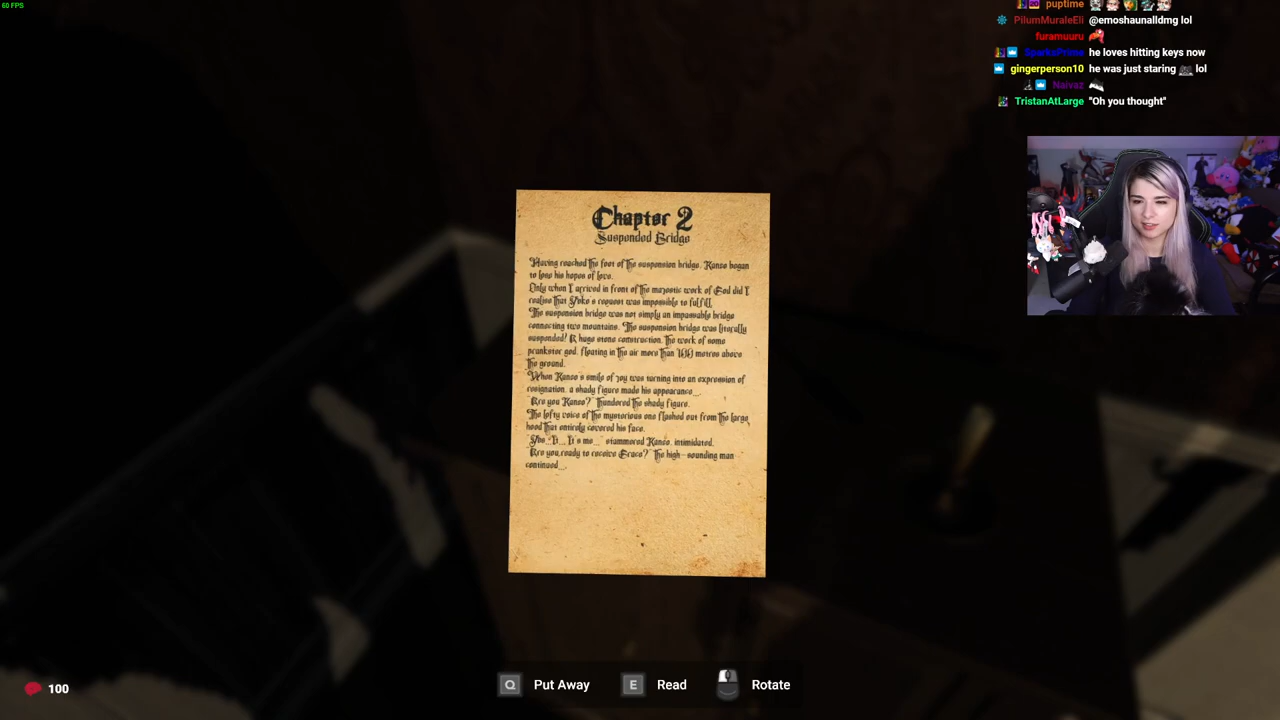 60 FPS
puptime
PilumMuraleEli @emoshaunalldmg lol
furamuuru
SparksPrime he loves hitting keys now
gingerperson10 he was just staring lol
Naivaz
TristanAtLarge "Oh you thought"
Chapter 2
Suspended Bridge
Having reached the foot of the suspension bridge, Kanso began
to lose his hopes of love.
Only when I arrived in front of the majestic work of God did I
realise that Yoko's request was impossible to fulfill.
The suspension bridge was not simply an impassable bridge
connecting two mountains. The suspension bridge was literally
suspended! A huge stone construction. The work of some
prankster god, floating in the air more than metres above
the ground.
When Kanso's smile of joy was turning into an expression of
resignation, a shady figure made his appearance...
"Are you Kanso?" Thundered the shady figure.
The lofty voice of the mysterious one flashed out from the large
hood that entirely covered his face.
"Yes.. It... It's me..." stammered Kanso, intimidated.
"Are you ready to receive Grace?" The high-sounding man
continued...
100
Q Put Away E Read Rotate